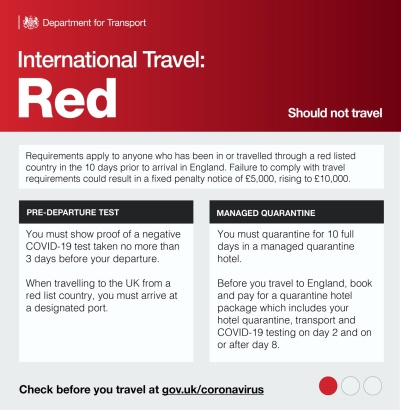 Department for Transport
International Travel:
Red
Should not travel
Requirements apply to anyone who has been in or travelled through a red listed
country in the 10 days prior to arrival in England. Failure to comply with travel
requirements could result in a fixed penalty notice of £5,000, rising to £10,000.
PRE-DEPARTURE TEST
You must show proof of a negative
COVID-19 test taken no more than
3 days before your departure.
When travelling to the UK from a
red list country, you must arrive at
a designated port.
MANAGED QUARANTINE
You must quarantine for 10 full
days in a managed quarantine
hotel.
Before you travel to England, book
and pay for a quarantine hotel
package which includes your
hotel quarantine, transport and
COVID-19 testing on day 2 and on
or after day 8.
Check before you travel at gov.uk/coronavirus